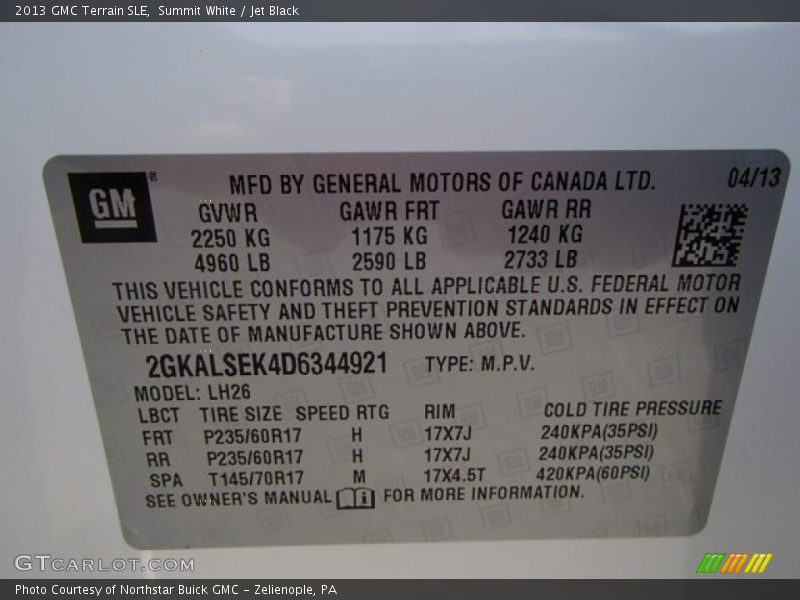 2013 GMC Terrain SLE, Summit White / Jet Black
GM®
MFD BY GENERAL MOTORS OF CANADA LTD. 04/13
GVWR GAWR FRT GAWR RR
2250 KG 1175 KG 1240 KG
4960 LB 2590 LB 2733 LB
THIS VEHICLE CONFORMS TO ALL APPLICABLE U.S. FEDERAL MOTOR
VEHICLE SAFETY AND THEFT PREVENTION STANDARDS IN EFFECT ON
THE DATE OF MANUFACTURE SHOWN ABOVE.
2GKALSEK4D6344921 TYPE: M.P.V.
MODEL: LH26
LBCT TIRE SIZE SPEED RTG RIM COLD TIRE PRESSURE
FRT P235/60R17 H 17X7J 240KPA(35PSI)
RR P235/60R17 H 17X7J 240KPA(35PSI)
SPA T145/70R17 M 17X4.5T 420KPA(60PSI)
SEE OWNER'S MANUAL FOR MORE INFORMATION.
GTCARLOT.COM
Photo Courtesy of Northstar Buick GMC - Zelienople, PA